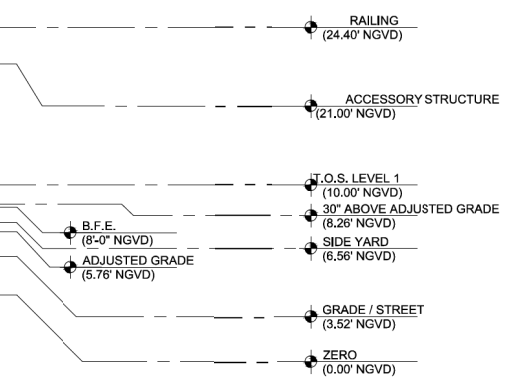 RAILING
(24.40' NGVD)
ACCESSORY STRUCTURE
(21.00' NGVD)
T.O.S. LEVEL 1
(10.00' NGVD)
30" ABOVE ADJUSTED GRADE
(8.26' NGVD)
B.F.E.
(8'-0" NGVD)
SIDE YARD
(6.56' NGVD)
ADJUSTED GRADE
(5.76' NGVD)
GRADE / STREET
(3.52' NGVD)
ZERO
(0.00' NGVD)